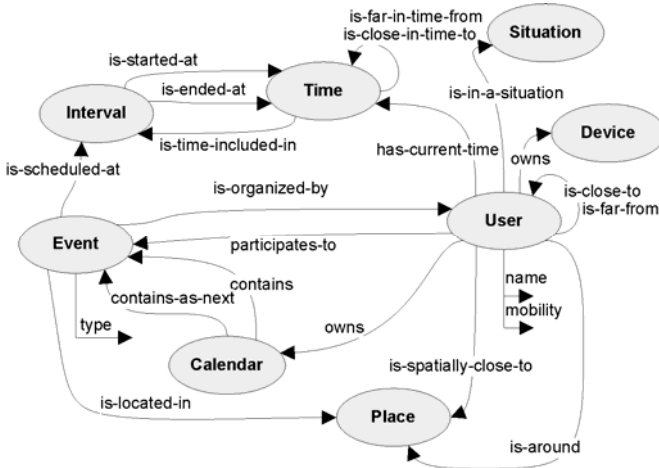 is-far-in-time-from
is-close-in-time-to
Situation
is-started-at
is-ended-at
Time
Interval
is-in-a-situation
Device
is-time-included-in
has-current-time
owns
is-scheduled-at
is-organized-by
is-close-to
is-far-from
User
Event
participates-to
contains
name
contains-as-next
mobility
type
owns
Calendar
is-spatially-close-to
is-located-in
Place
is-around